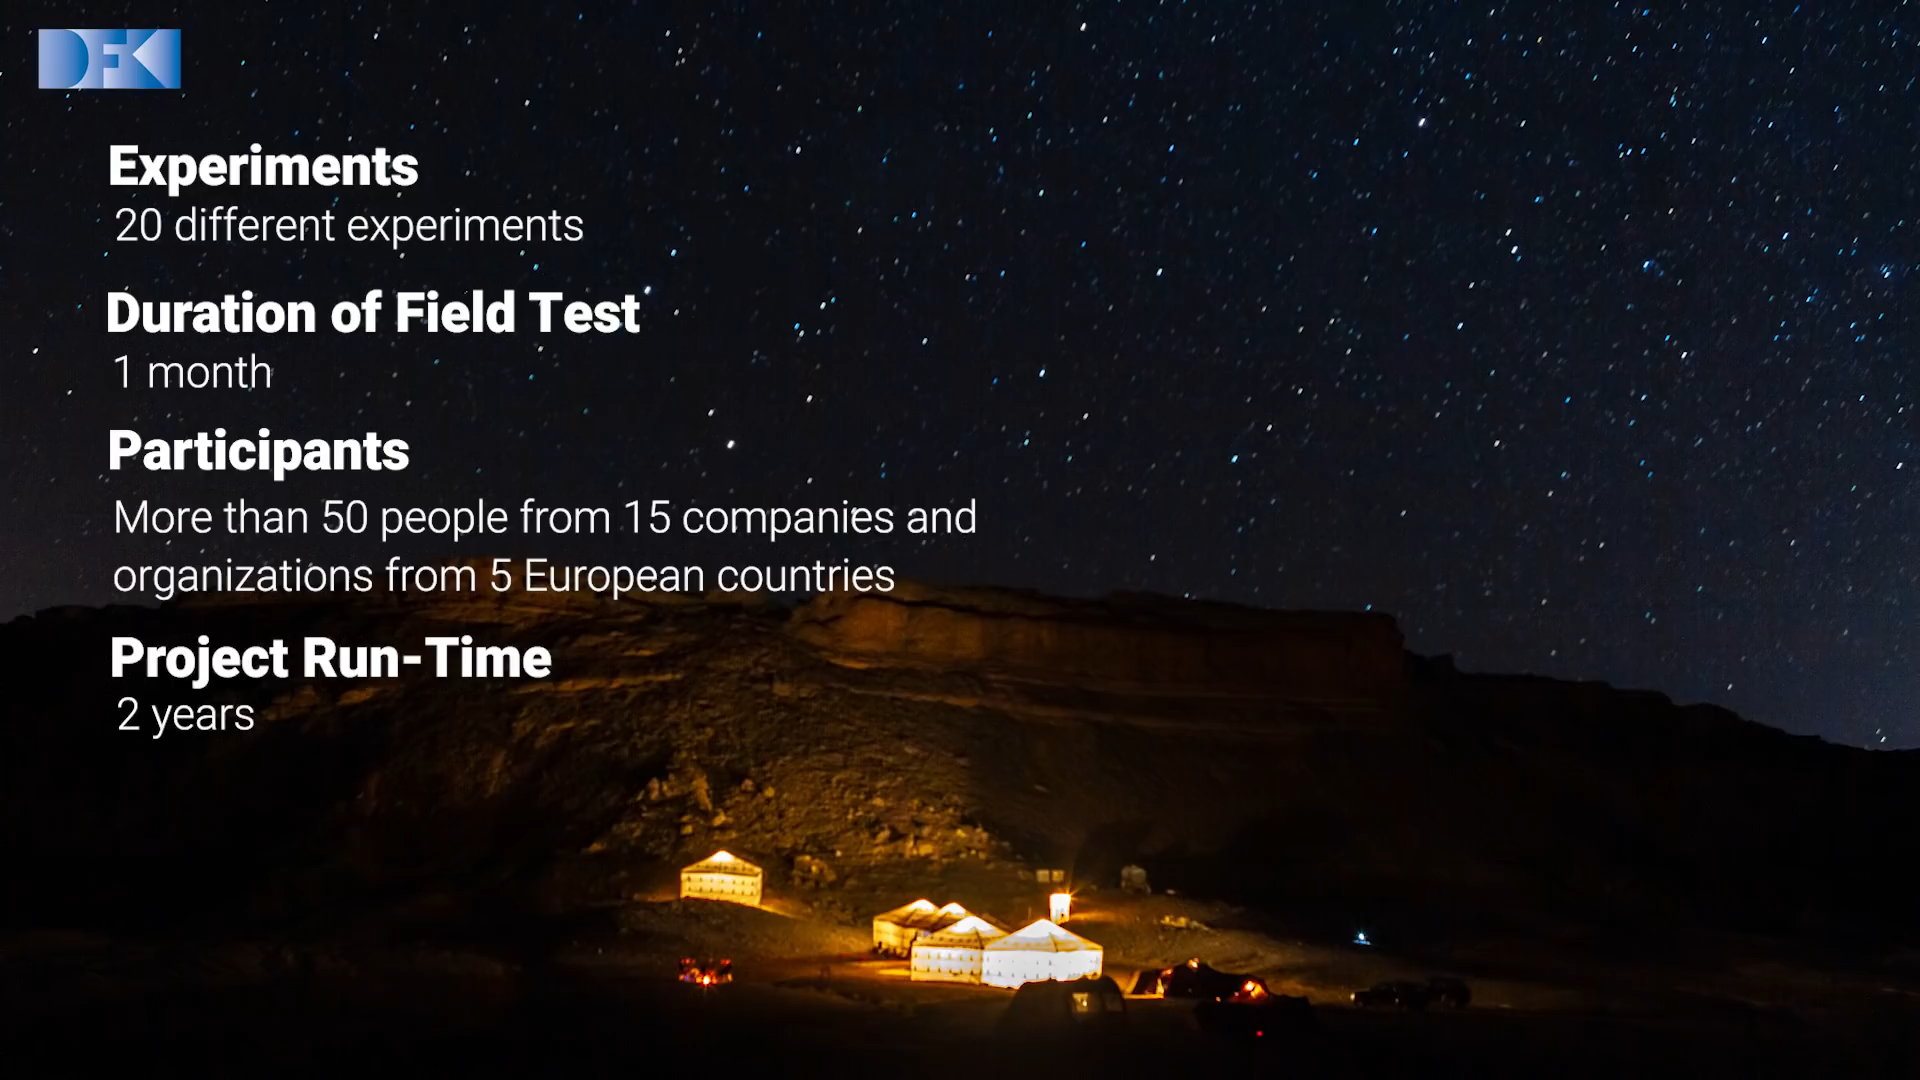 DFK
Experiments
20 different experiments
Duration of Field Test
1 month
Participants
More than 50 people from 15 companies and
organizations from 5 European countries
Project Run-Time
2 years